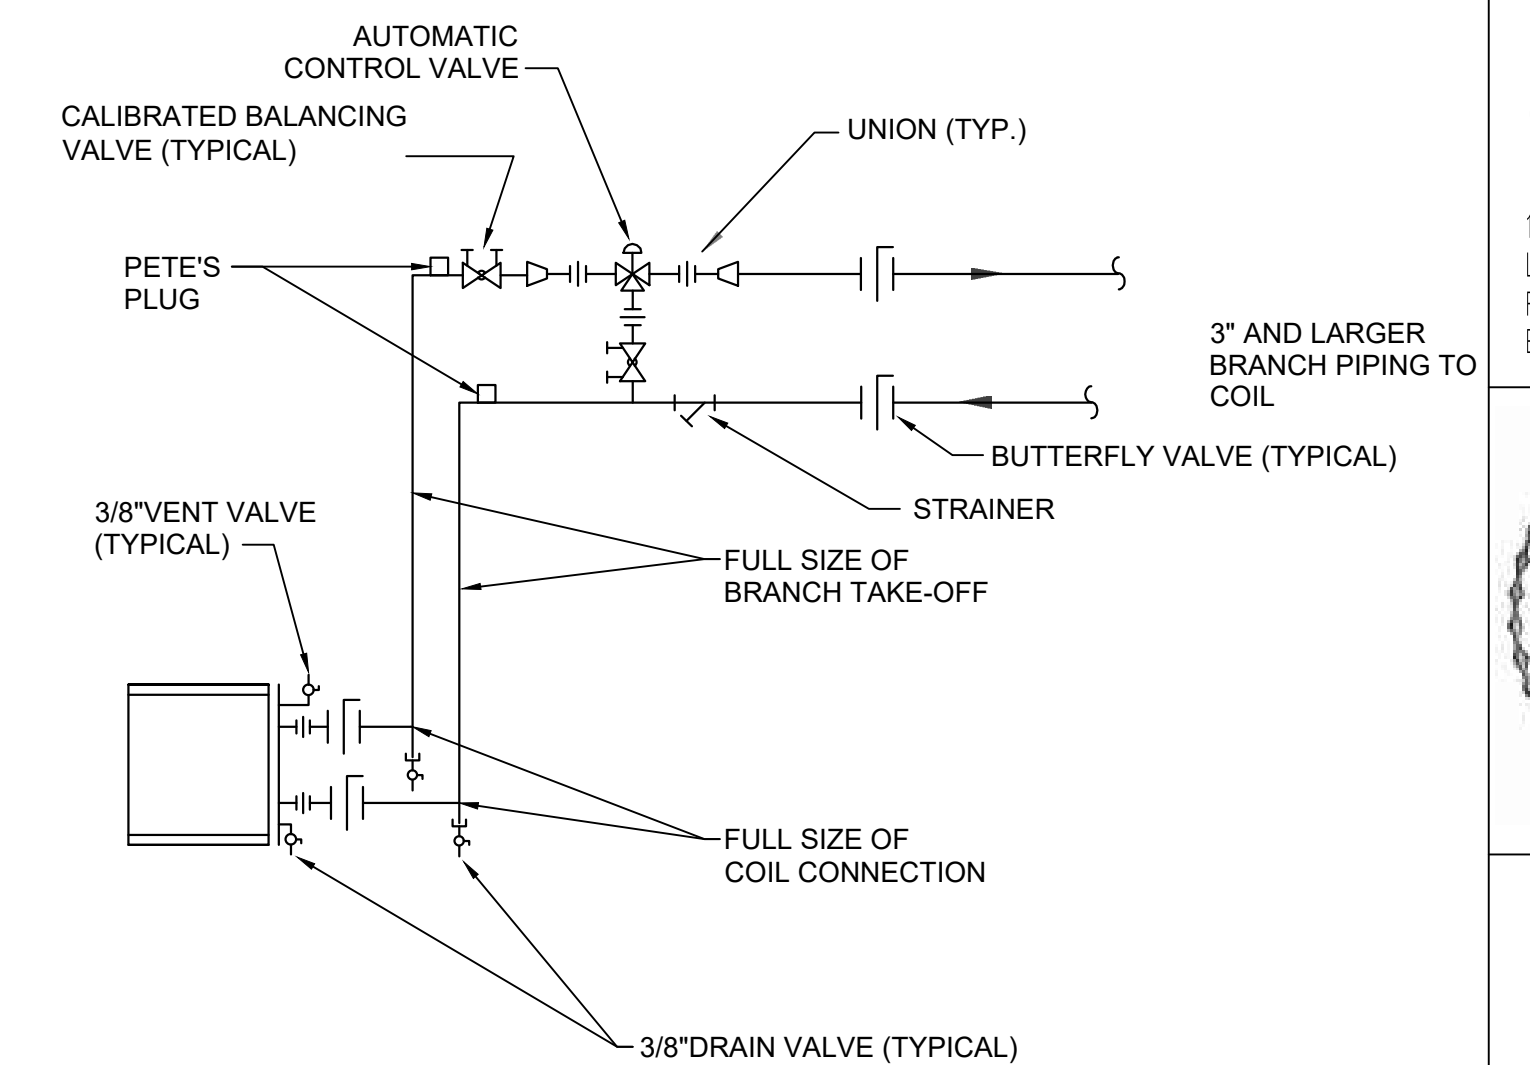 AUTOMATIC
CONTROL VALVE
CALIBRATED BALANCING
VALVE (TYPICAL)
UNION (TYP.)
PETE'S
PLUG
3" AND LARGER
BRANCH PIPING TO
COIL
BUTTERFLY VALVE (TYPICAL)
STRAINER
3/8"VENT VALVE
(TYPICAL)
FULL SIZE OF
BRANCH TAKE-OFF
FULL SIZE OF
COIL CONNECTION
3/8"DRAIN VALVE (TYPICAL)